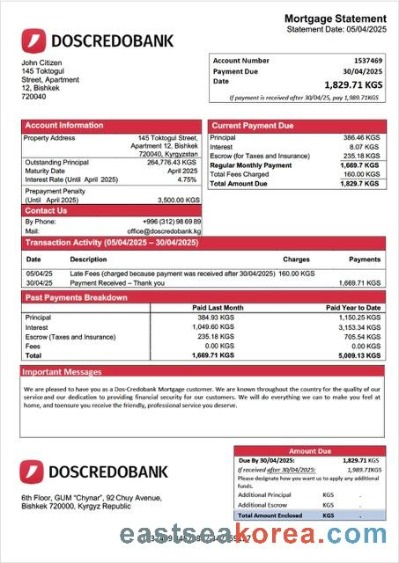 Mortgage Statement
Statement Date: 05/04/2025
DOSCREDOBANK
John Citizen
145 Toktogul
Street, Apartment
12, Bishkek
720040
Account Number 1537469
Payment Due 30/04/2025
Date
1,829.71 KGS
If payment is received after 30/04/25, pay 1,989.71KGS
Account Information
Property Address 145 Toktogul Street,
Apartment 12, Bishkek
720040, Kyrgyzstan
Outstanding Principal 264,776.43 KGS
Maturity Date April 2025
Interest Rate (Until April 2025) 4.75%
Prepayment Penalty
(Until April 2025) 3,500.00 KGS
Contact Us
By Phone: +996 (312) 98 69 89
Mail: office@doscredobank.kg
Current Payment Due
Principal 386.46 KGS
Interest 8.07 KGS
Escrow (for Taxes and Insurance) 235.18 KGS
Regular Monthly Payment 1,669.7 KGS
Total Fees Charged 160.00 KGS
Total Amount Due 1,829.7 KGS
Transaction Activity (05/04/2025 – 30/04/2025)
Date Description Charges Payments
05/04/25 Late Fees (charged because payment was received after 30/04/2025) 160.00 KGS
30/04/25 Payment Received – Thank you 1,669.71 KGS
Past Payments Breakdown
Paid Last Month Paid Year to Date
Principal 384.93 KGS 1,150.25 KGS
Interest 1,049.60 KGS 3,153.34 KGS
Escrow (Taxes and Insurance) 235.18 KGS 705.54 KGS
Fees 0.00 KGS 0.00 KGS
Total 1,669.71 KGS 5,009.13 KGS
Important Messages
We are pleased to have you as a Dos-Credobank Mortgage customer. We are known throughout the country for the quality of our
service and our dedication to providing financial security for our customers. We will do everything we can to make you feel at
home, and toensure you receive the friendly, professional service you deserve.
DOSCREDOBANK
6th Floor, GUM "Chynar", 92 Chuy Avenue,
Bishkek 720000, Kyrgyz Republic
Amount Due
Due By 30/04/2025: 1,829.71 KGS
If received after 30/04/2025: 1,989.71KGS
Please designate how you want us to apply any additional
funds.
Additional Principal KGS .
Additional Escrow KGS .
Total Amount Enclosed KGS .
eastseakorea.com